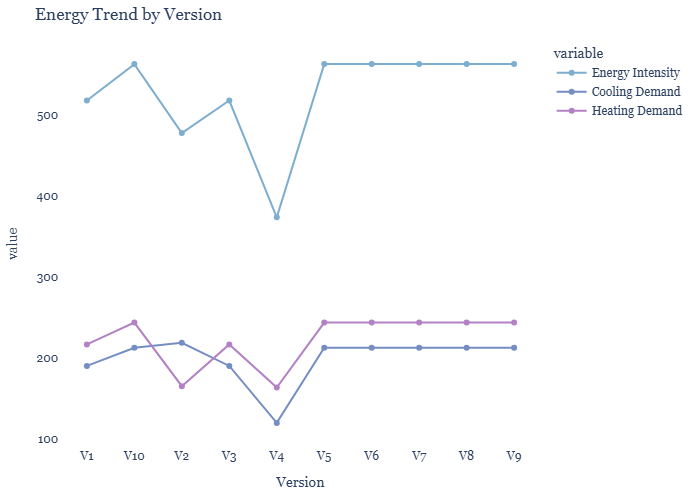 Energy Trend by Version
variable
Energy Intensity
Cooling Demand
Heating Demand
value
500
400
300
200
100
V1 V10 V2 V3 V4 V5 V6 V7 V8 V9
Version